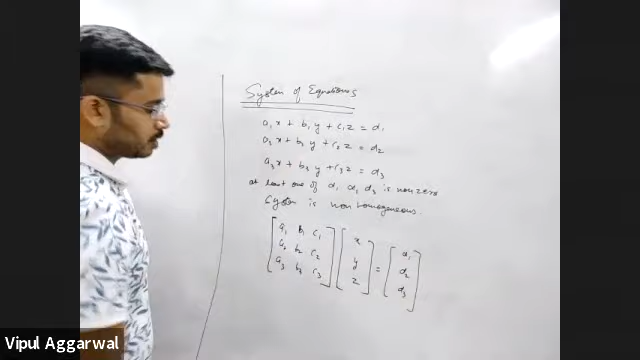 System of Equations
a₁x + b₁y + c₁z = d₁
a₂x + b₂y + c₂z = d₂
a₃x + b₃y + c₃z = d₃
at least one of d₁ d₂ d₃ is non zero
System is non homogeneous.
[a₁ b₁ c₁] [x] [d₁]
[a₂ b₂ c₂] [y] = [d₂]
[a₃ b₃ c₃] [z] [d₃]
Vipul Aggarwal